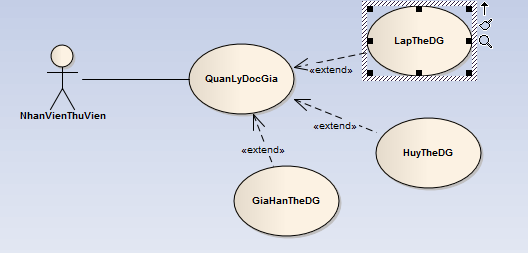 LapTheDG
QuanLyDocGia
«extend»
NhanVienThuVien
«extend»
HuyTheDG
«extend»
GiaHanTheDG